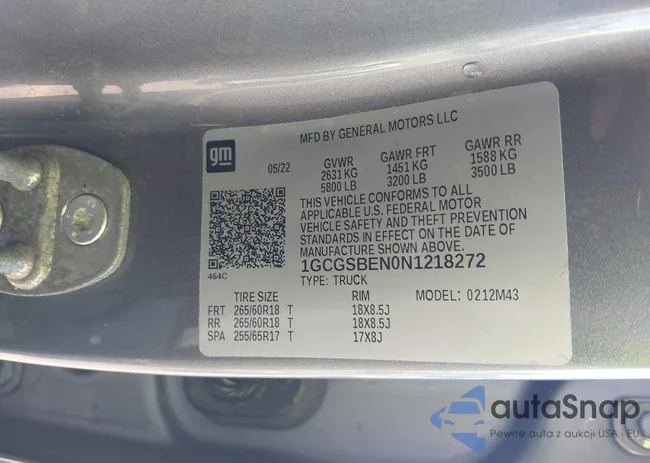 MFD BY GENERAL MOTORS LLC
gm
05/22 GVWR GAWR FRT GAWR RR
2631 KG 1451 KG 1588 KG
5800 LB 3200 LB 3500 LB
THIS VEHICLE CONFORMS TO ALL
APPLICABLE U.S. FEDERAL MOTOR
VEHICLE SAFETY AND THEFT PREVENTION
STANDARDS IN EFFECT ON THE DATE OF
MANUFACTURE SHOWN ABOVE.
464C
1GCGSBEN0N1218272
TYPE: TRUCK
TIRE SIZE RIM MODEL: 0212M43
FRT 265/60R18 T 18X8.5J
RR 265/60R18 T 18X8.5J
SPA 255/65R17 T 17X8J
autaSnap
Pewne auta z aukcji USA i EU